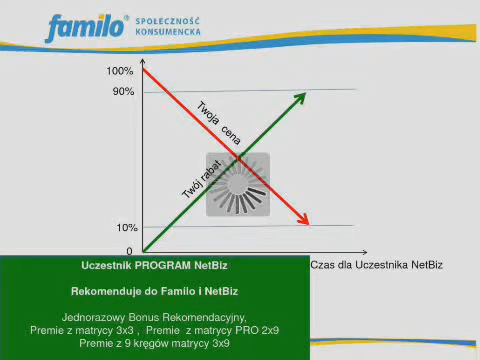 familo®
SPOŁECZNOŚĆ
KONSUMENCKA
100%
90%
Twoja cena
Twój rabat
10%
0
Czas dla Uczestnika NetBiz
Uczestnik PROGRAM NetBiz
Rekomenduje do Familo i NetBiz
Jednorazowy Bonus Rekomendacyjny,
Premie z matrycy 3x3 , Premie z matrycy PRO 2x9
Premie z 9 kręgów matrycy 3x9